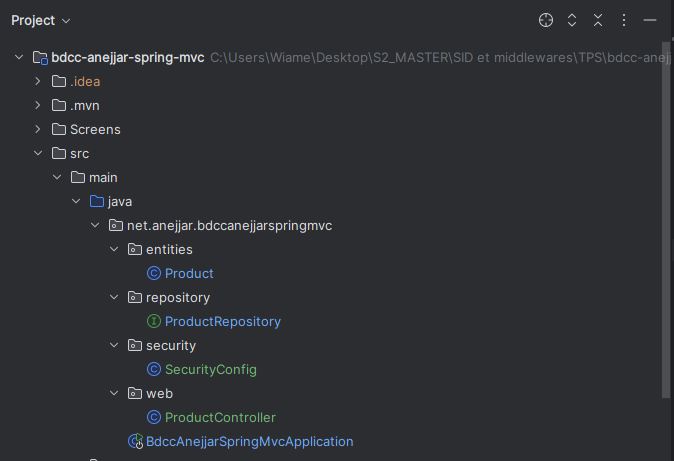 Project
bdcc-anejjar-spring-mvc C:\Users\Wiame\Desktop\S2_MASTER\SID et middlewares\TPS\bdcc-anejj
.idea
.mvn
Screens
src
main
java
net.anejjar.bdccanejjarspringmvc
entities
Product
repository
ProductRepository
security
SecurityConfig
web
ProductController
BdccAnejjarSpringMvcApplication